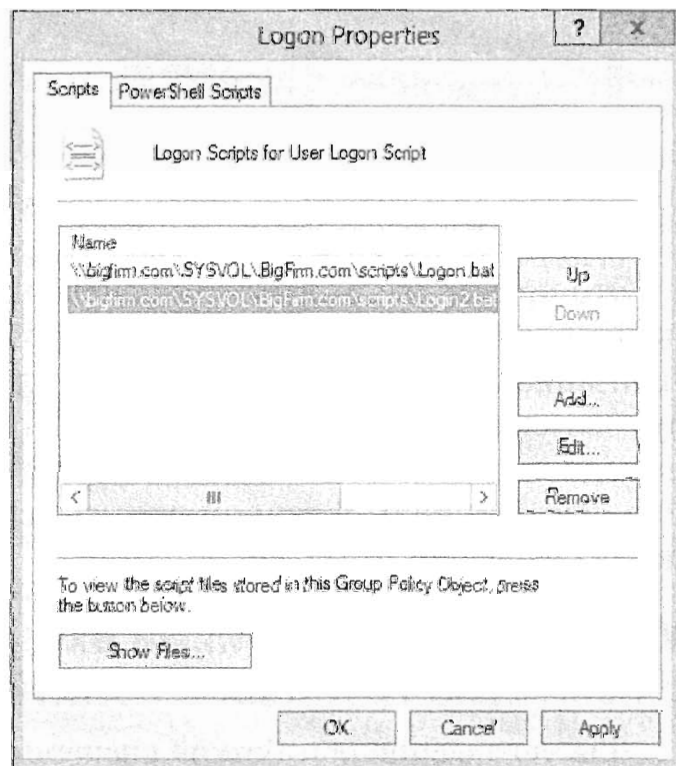 Logon Properties
?
x
Scripts
PowerShell Scripts
Logon Scripts for User Logon Script
Name
\\bigfirm.com\SYSVOL\BigFirm.com\scripts\Logon.bat
\\bigfirm.com\SYSVOL\BigFirm.com\scripts\Login2.bat
Up
Down
Add...
Edit...
Remove
To view the script files stored in this Group Policy Object, press
the button below.
Show Files...
OK
Cancel
Apply